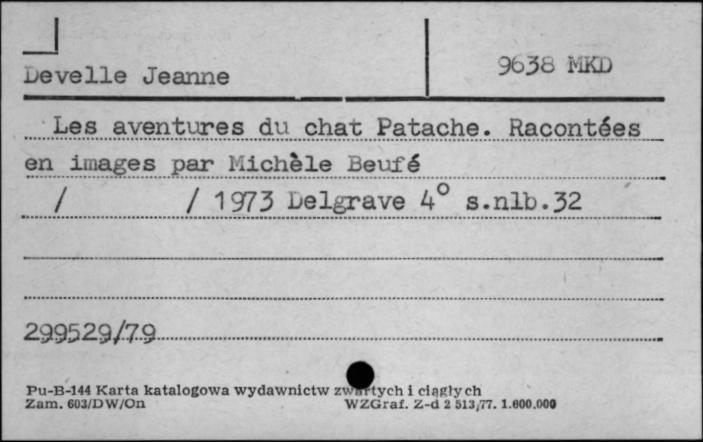 9638 MKD
Develle Jeanne
Les aventures du chat Patache. Racontées
en images par Michèle Beufé
/ / 1973 Delgrave 4° s.nlb.32
299529/79
Pu-B-144 Karta katalogowa wydawnictw zwartych i ciągłych
Zam. 603/DW/On WZGraf. Z-d 2 513/77. 1.000.000